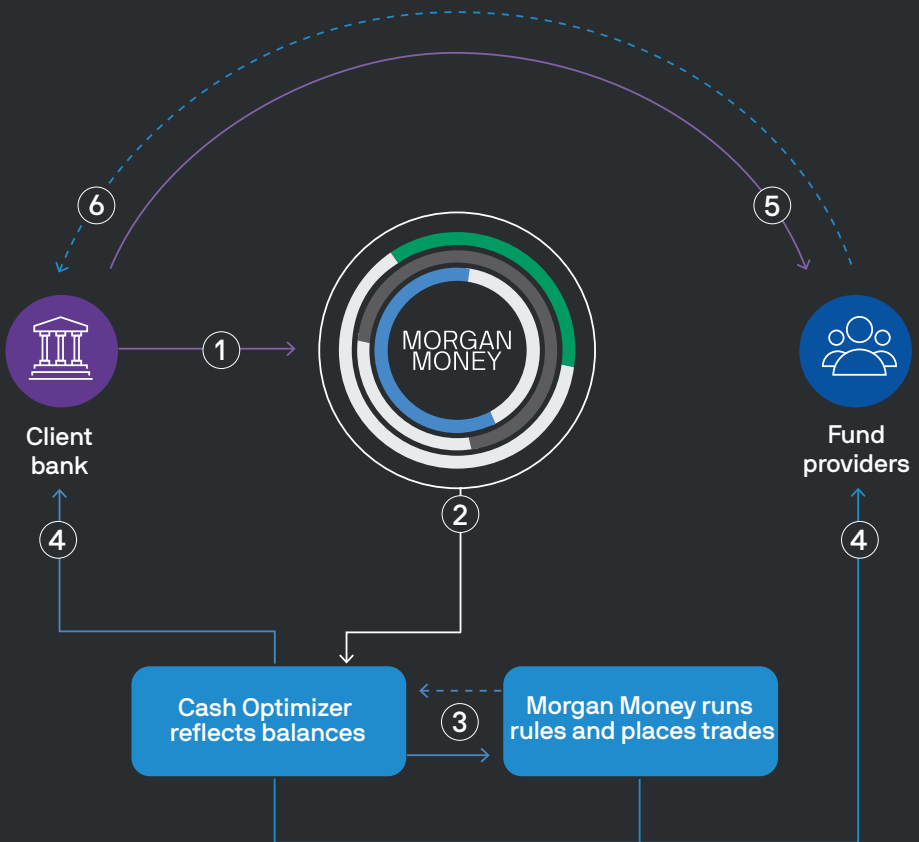 6
5
1
MORGAN
MONEY
Client
bank
Fund
providers
2
4
4
Cash Optimizer
reflects balances
3
Morgan Money runs
rules and places trades